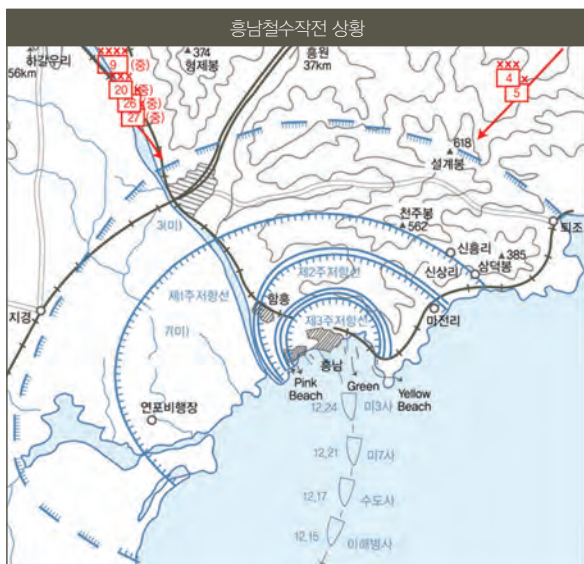 흥남철수작전 상황
하갈우리
56km
XXXX
9 (중)
XXXX
20 (중)
26 (중)
27 (중)
374
형제봉
흥원
37km
XXX
4
X
5
618
설계봉
3(미)
천주봉
562
신흥리
퇴조
신상리
385
삼덕봉
제2주저항선
제1주저항선
함흥
지경
7(미)
제3주저항선
마전리
흥남
Pink
Beach
Green
Yellow
Beach
연포비행장
12.24 미3사
12.21 미7사
12.17 수도사
12.15 미해병사